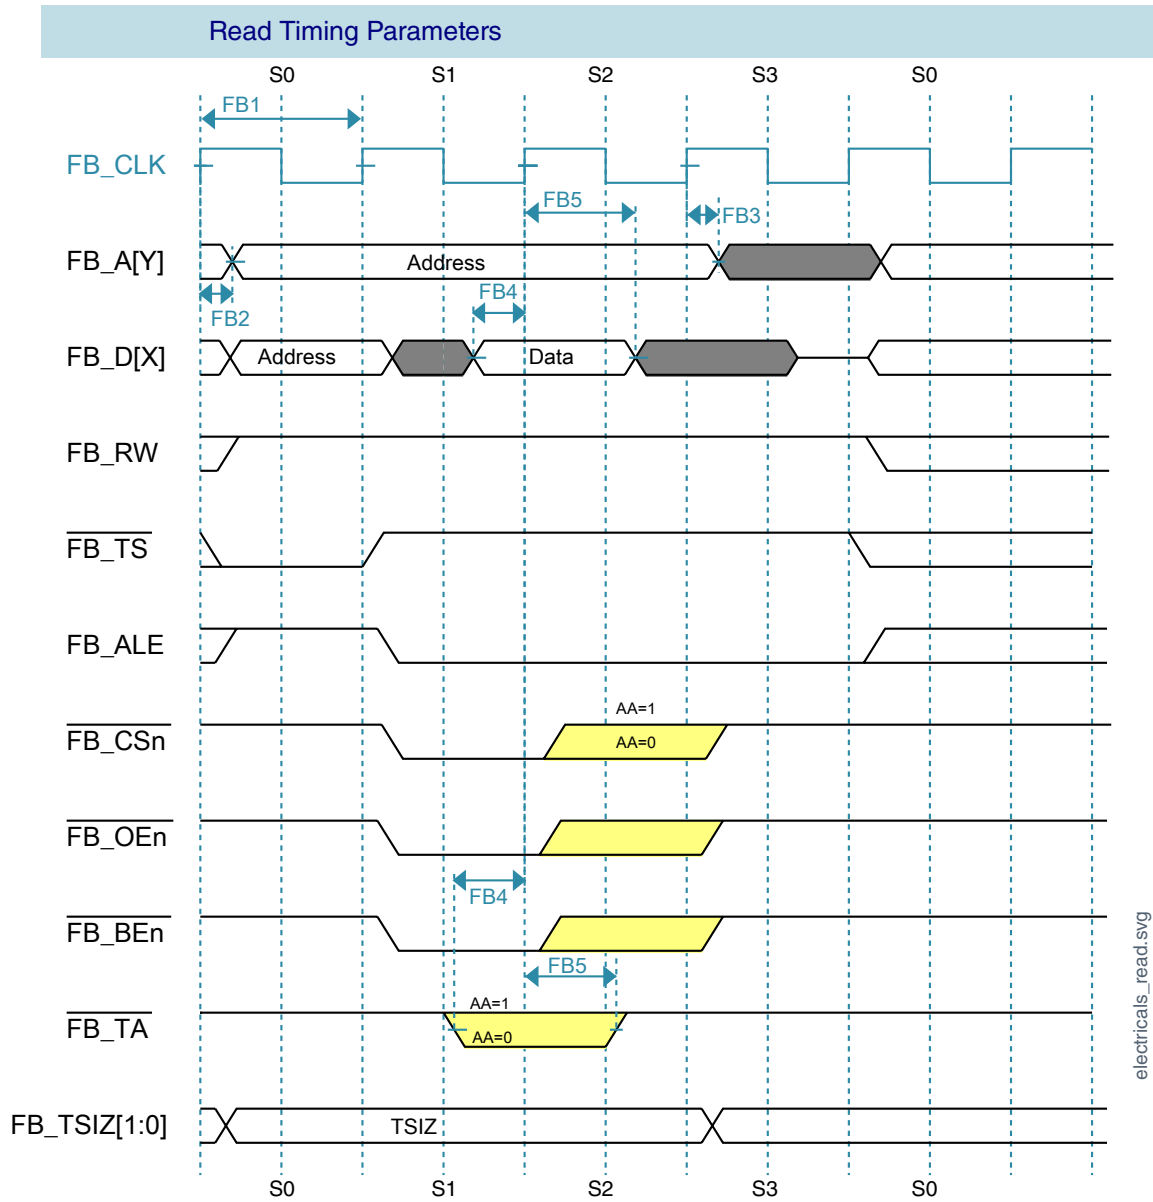 Read Timing Parameters
S0 S1 S2 S3 S0
FB1
FB_CLK
FB5
FB3
FB_A[Y]
Address
FB4
FB2
FB_D[X]
Address
Data
FB_RW
FB_TS
FB_ALE
AA=1
FB_CSn
AA=0
FB_OEn
FB4
FB_BEn
FB5
AA=1
FB_TA
AA=0
FB_TSIZ[1:0]
TSIZ
S0 S1 S2 S3 S0
electricals_read.svg